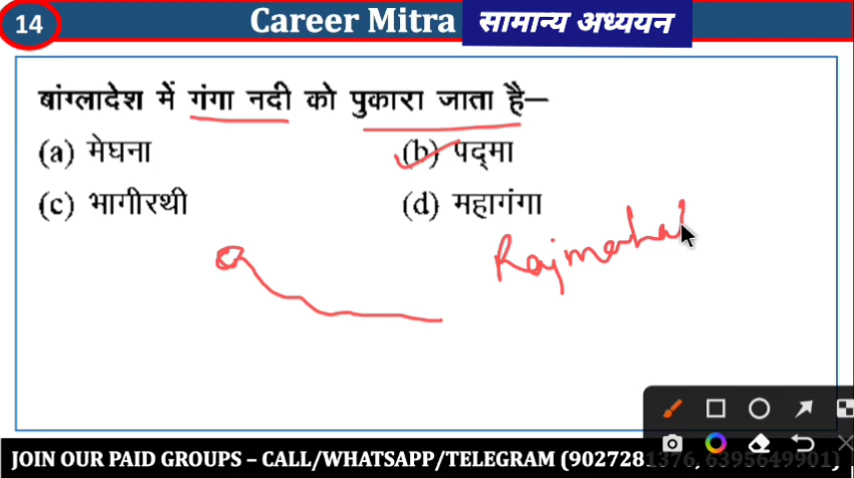 14
Career Mitra सामान्य अध्ययन
बांग्लादेश में गंगा नदी को पुकारा जाता है–
(a) मेघना
(b) पद्मा
(c) भागीरथी
(d) महागंगा
Rajmahal
JOIN OUR PAID GROUPS – CALL/WHATSAPP/TELEGRAM (9027281376, 6395649901)